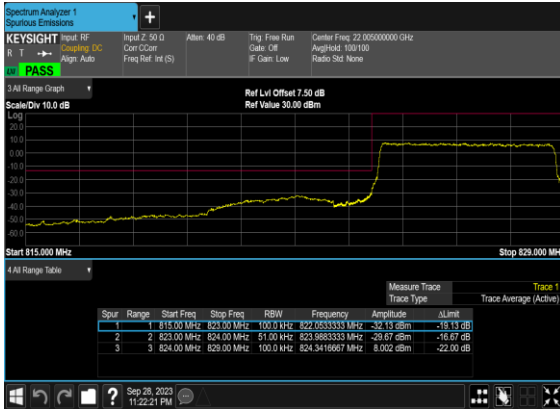 Spectrum Analyzer 1
Spurious Emissions
KEYSIGHT Input: RF Input Z: 50 Ω Atten: 40 dB Trig: Free Run Center Freq: 22.005000000 GHz
R T Coupling: DC Corr CCorr Gate: Off Avg|Hold: 100/100
Align: Auto Freq Ref: Int (S) IF Gain: Low Radio Std: None
PASS
3 All Range Graph
Ref Lvl Offset 7.50 dB
Scale/Div 10.0 dB Ref Value 30.00 dBm
Log
20.0
10.0
0.00
-10.0
-20.0
-30.0
-40.0
-50.0
-60.0
Start 815.000 MHz Stop 829.000 MH
4 All Range Table
Measure Trace Trace 1
Trace Type Trace Average (Active)
Spur Range Start Freq Stop Freq RBW Frequency Amplitude ΔLimit
1 1 815.00 MHz 823.00 MHz 100.0 kHz 822.0533333 MHz -32.13 dBm -19.13 dB
2 2 823.00 MHz 824.00 MHz 51.00 kHz 823.9883333 MHz -29.67 dBm -16.67 dB
3 3 824.00 MHz 829.00 MHz 100.0 kHz 824.3416667 MHz 8.002 dBm -22.00 dB
?
Sep 28, 2023
11:22:21 PM